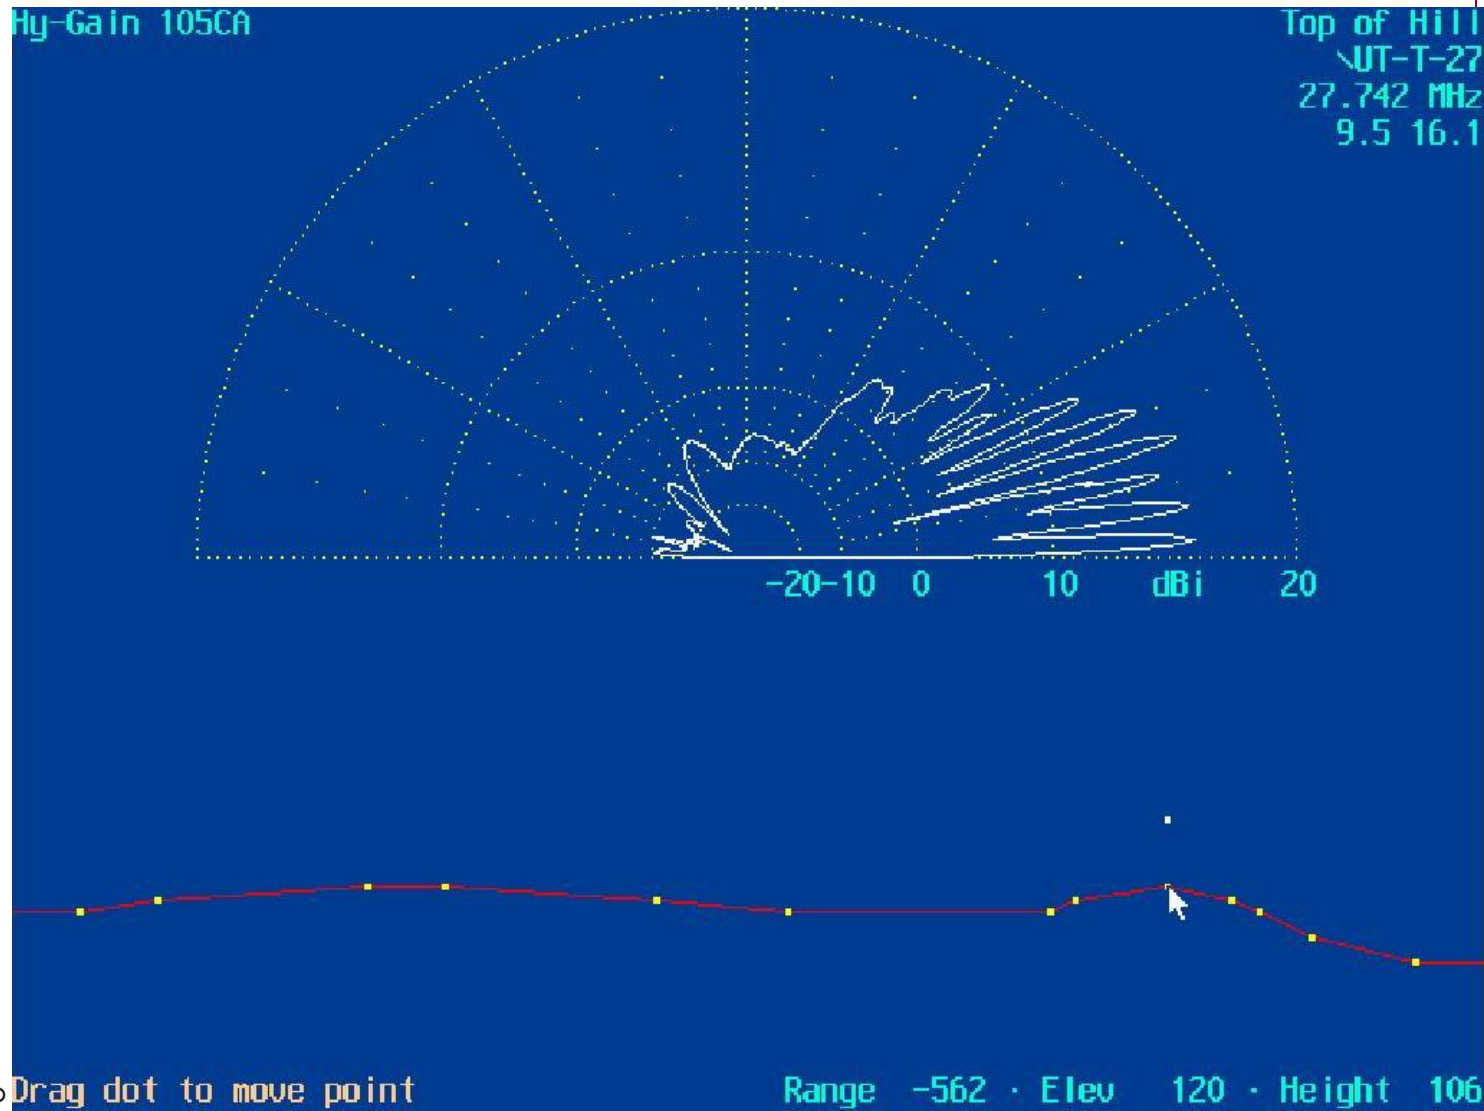 Hy-Gain 105CA
Top of Hill
UT-T-27
27.742 MHz
9.5 16.1
-20-10 0 10 dBi 20
Drag dot to move point
Range -562 · Elev 120 · Height 106